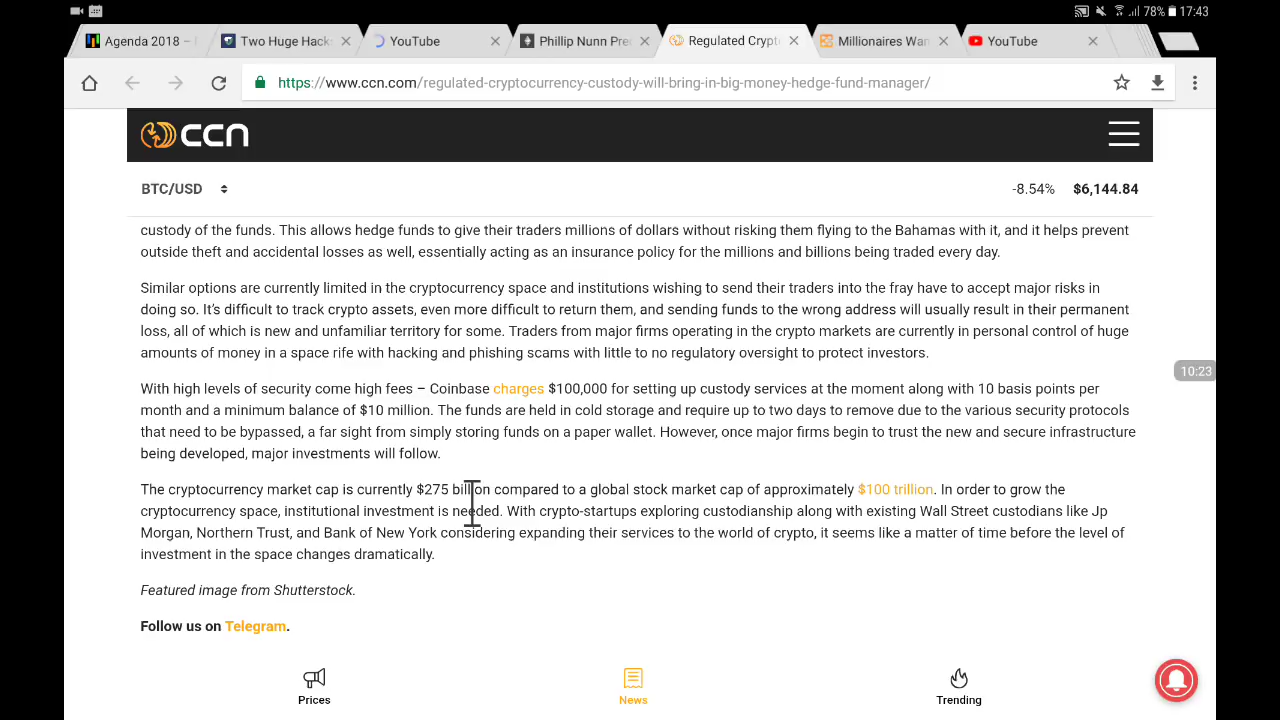 78% 17:43
Agenda 2018 –
Two Huge Hack
YouTube
Phillip Nunn Pre
Regulated Crypt
Millionaires Wan
YouTube
https://www.ccn.com/regulated-cryptocurrency-custody-will-bring-in-big-money-hedge-fund-manager/
ccn
BTC/USD -8.54% $6,144.84
custody of the funds. This allows hedge funds to give their traders millions of dollars without risking them flying to the Bahamas with it, and it helps prevent
outside theft and accidental losses as well, essentially acting as an insurance policy for the millions and billions being traded every day.
Similar options are currently limited in the cryptocurrency space and institutions wishing to send their traders into the fray have to accept major risks in
doing so. It’s difficult to track crypto assets, even more difficult to return them, and sending funds to the wrong address will usually result in their permanent
loss, all of which is new and unfamiliar territory for some. Traders from major firms operating in the crypto markets are currently in personal control of huge
amounts of money in a space rife with hacking and phishing scams with little to no regulatory oversight to protect investors.
10:23
With high levels of security come high fees – Coinbase charges $100,000 for setting up custody services at the moment along with 10 basis points per
month and a minimum balance of $10 million. The funds are held in cold storage and require up to two days to remove due to the various security protocols
that need to be bypassed, a far sight from simply storing funds on a paper wallet. However, once major firms begin to trust the new and secure infrastructure
being developed, major investments will follow.
The cryptocurrency market cap is currently $275 billion compared to a global stock market cap of approximately $100 trillion. In order to grow the
cryptocurrency space, institutional investment is needed. With crypto-startups exploring custodianship along with existing Wall Street custodians like Jp
Morgan, Northern Trust, and Bank of New York considering expanding their services to the world of crypto, it seems like a matter of time before the level of
investment in the space changes dramatically.
Featured image from Shutterstock.
Follow us on Telegram.
Prices
News
Trending